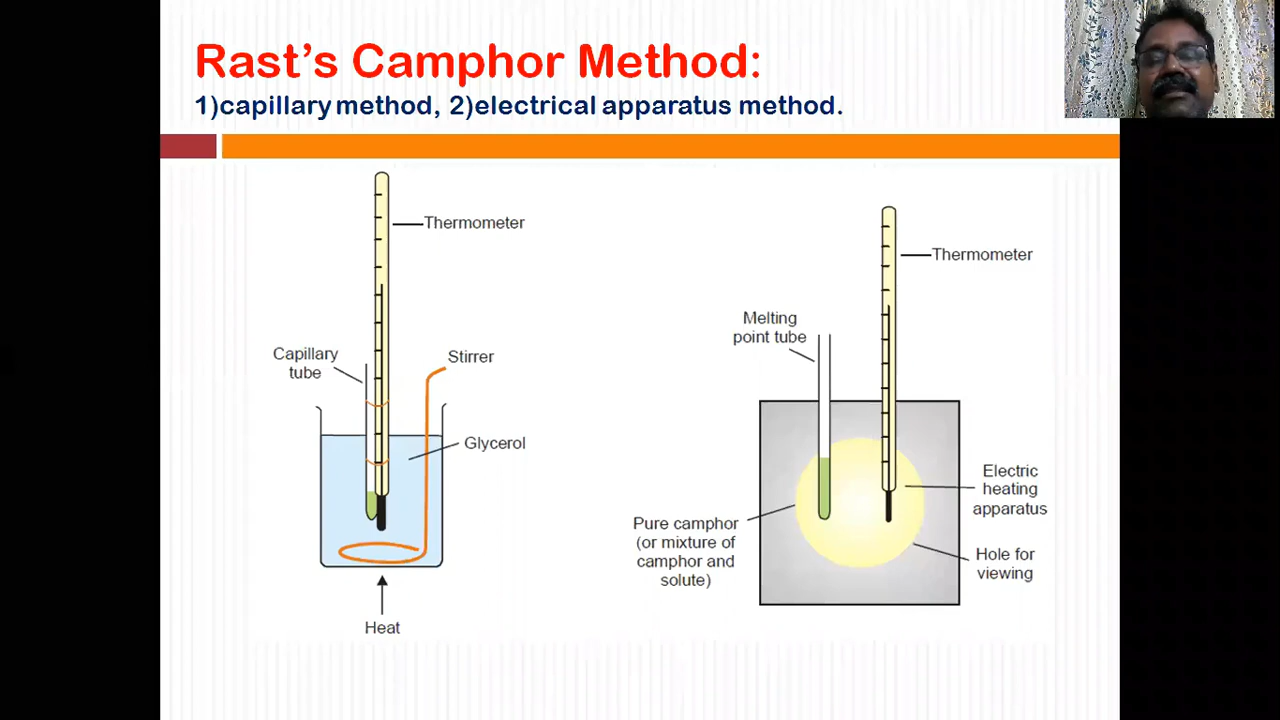 Rast's Camphor Method:
1)capillary method, 2)electrical apparatus method.
Thermometer
Capillary
tube
Stirrer
Glycerol
Heat
Thermometer
Melting
point tube
Electric
heating
apparatus
Pure camphor
(or mixture of
camphor and
solute)
Hole for
viewing